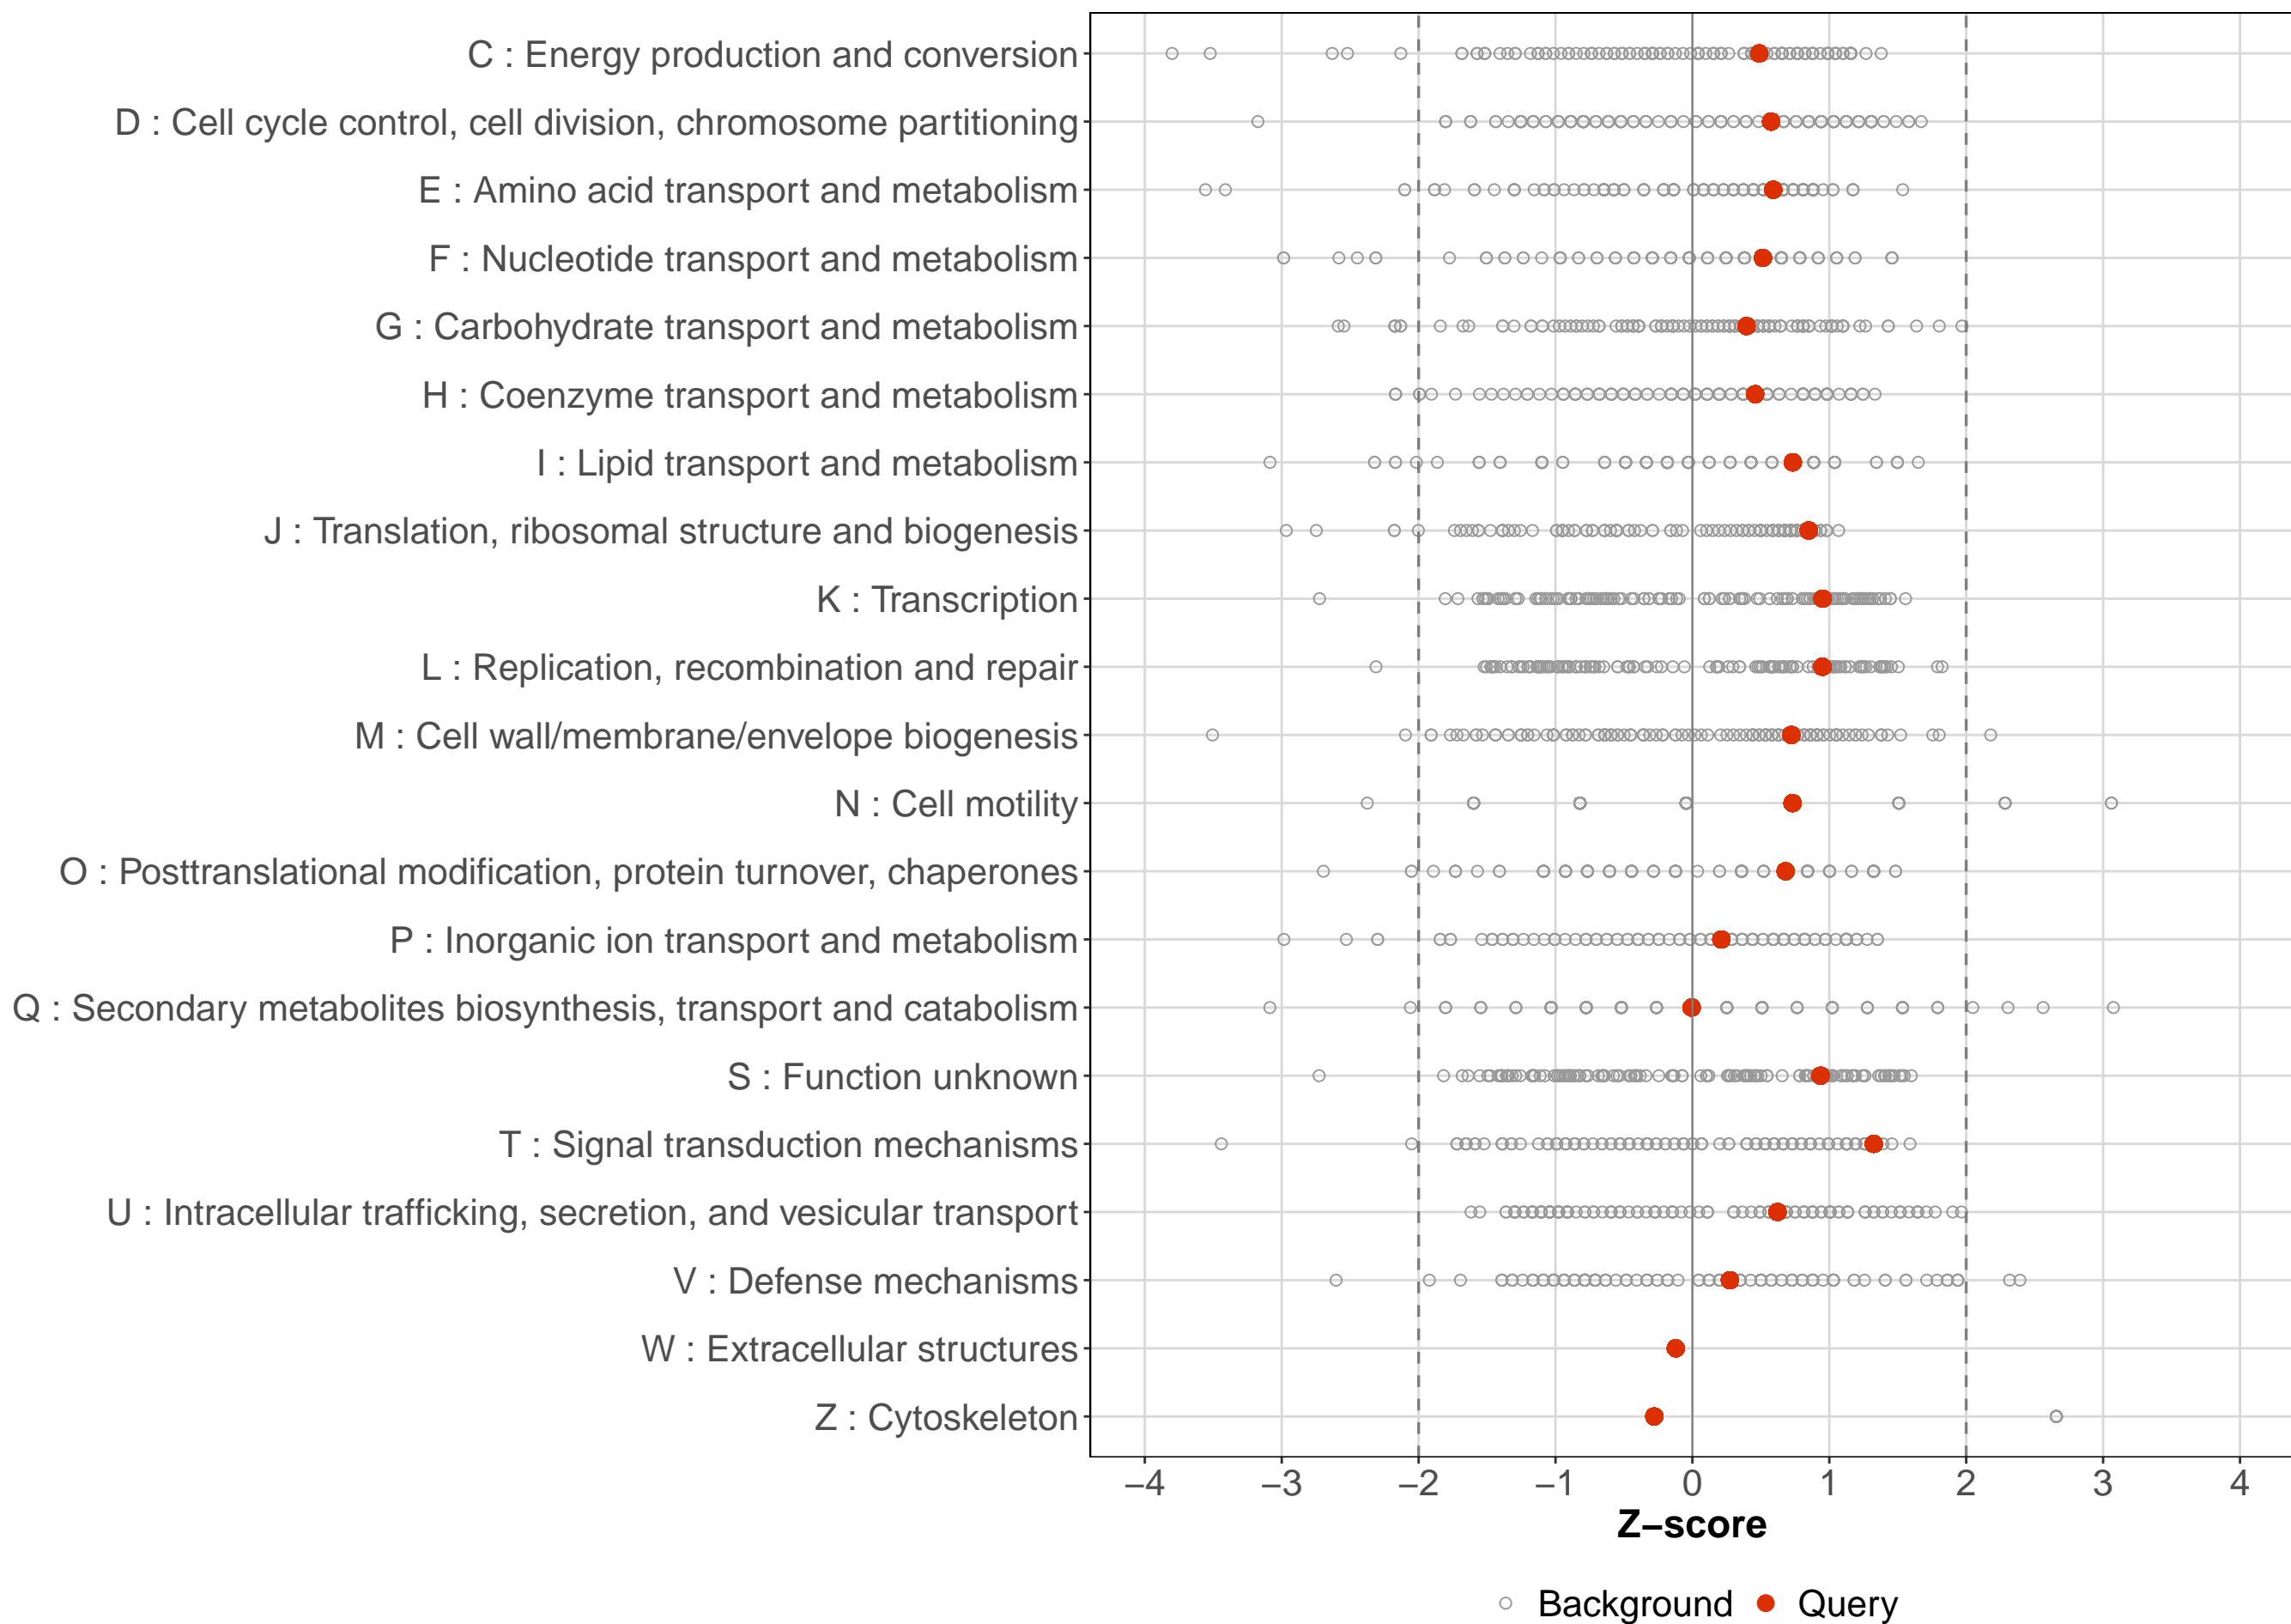 C : Energy production and conversion
D : Cell cycle control, cell division, chromosome partitioning
E : Amino acid transport and metabolism
F : Nucleotide transport and metabolism
G : Carbohydrate transport and metabolism
H : Coenzyme transport and metabolism
I : Lipid transport and metabolism
J : Translation, ribosomal structure and biogenesis
K : Transcription
L : Replication, recombination and repair
M : Cell wall/membrane/envelope biogenesis
N : Cell motility
O : Posttranslational modification, protein turnover, chaperones
P : Inorganic ion transport and metabolism
Q : Secondary metabolites biosynthesis, transport and catabolism
S : Function unknown
T : Signal transduction mechanisms
U : Intracellular trafficking, secretion, and vesicular transport
V : Defense mechanisms
W : Extracellular structures
Z : Cytoskeleton
−4 −3 −2 −1 0 1 2 3 4
Z−score
Background Query